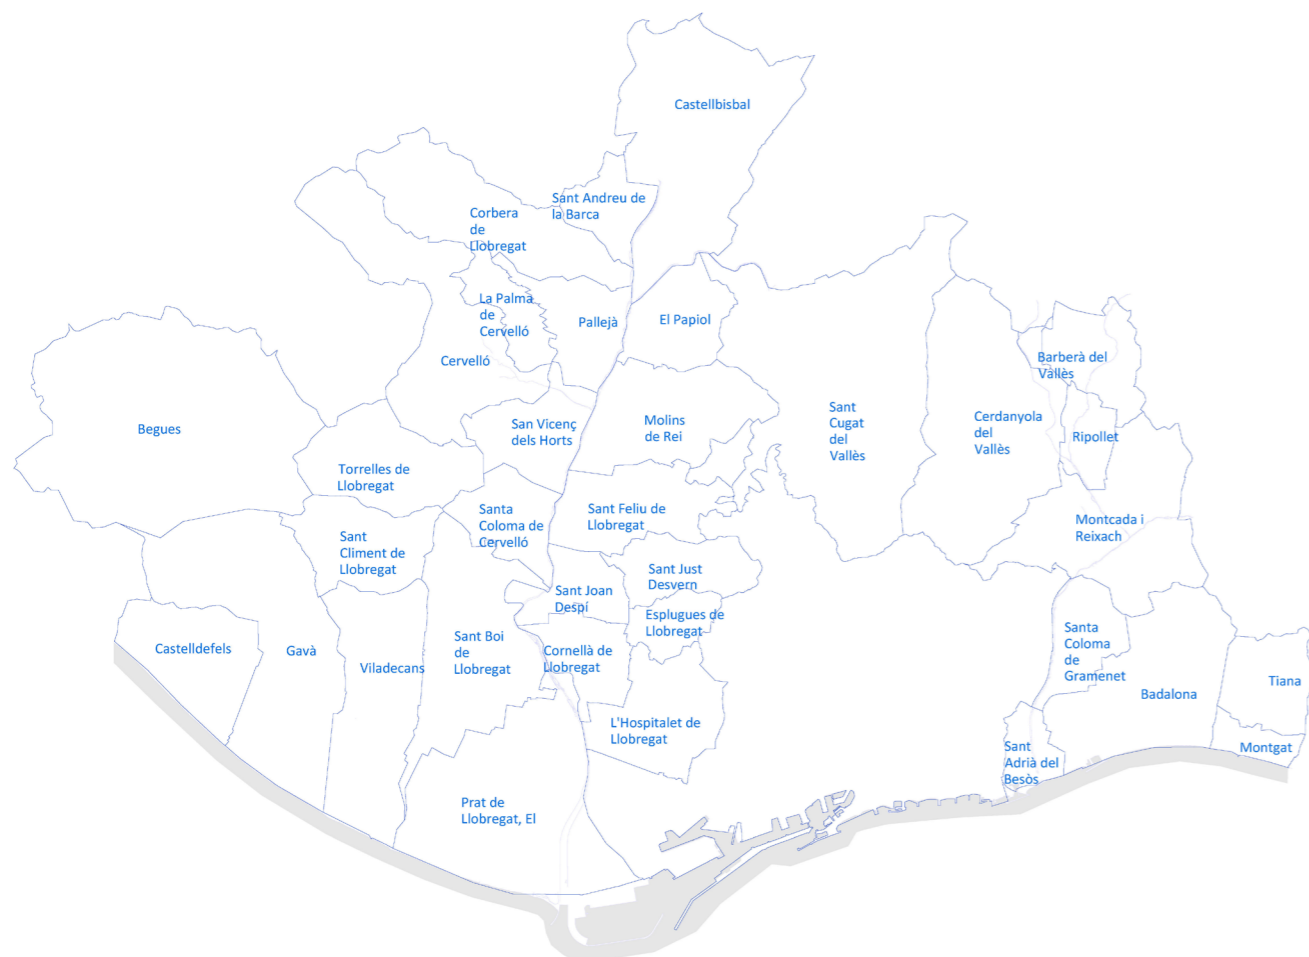 Castellbisbal
Sant Andreu de
la Barca
Corbera
de
Llobregat
La Palma
de
Cervelló
Pallejà
El Papiol
Cervelló
Barberà del
Vallès
Begues
San Vicenç
dels Horts
Molins
de Rei
Sant
Cugat
del
Vallès
Cerdanyola
del
Vallès
Ripollet
Torrelles de
Llobregat
Santa
Coloma de
Cervelló
Sant Feliu de
Llobregat
Montcada i
Reixach
Sant
Climent de
Llobregat
Sant Just
Desvern
Sant Joan
Despí
Esplugues de
Llobregat
Castelldefels
Gavà
Viladecans
Sant Boi
de
Llobregat
Cornellà de
Llobregat
Santa
Coloma
de
Gramenet
Badalona
Tiana
L'Hospitalet de
Llobregat
Sant
Adrià del
Besòs
Montgat
Prat de
Llobregat, El